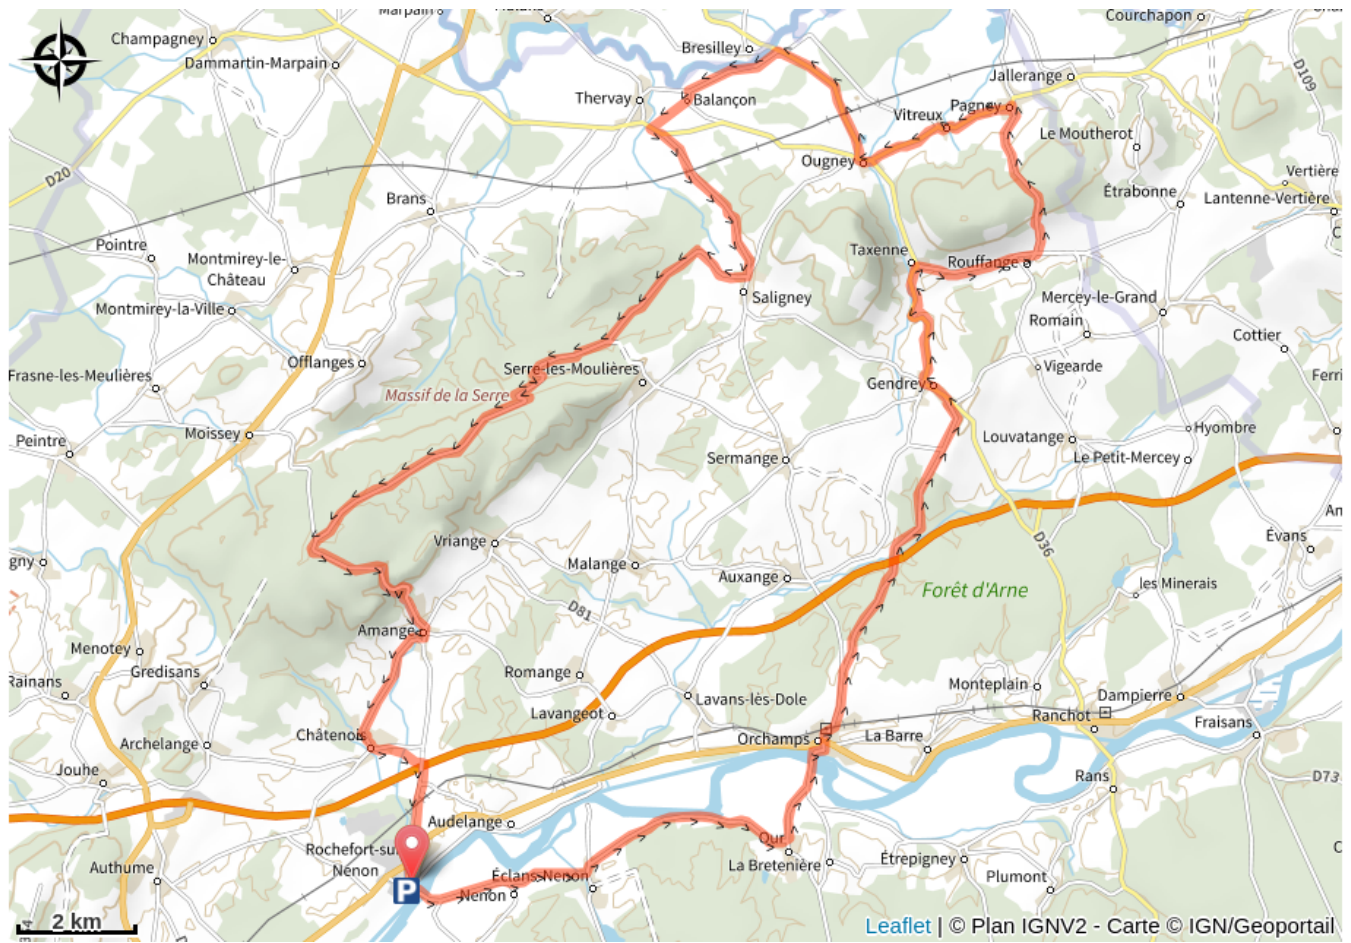 Marpain
Courchapon
Champagney
Bresilley
Dammartin-Marpain
Jallerange
D109
Thervay
Balançon
Pagney
Vitreux
Le Moutherot
Ougney
D20
Vertière
Brans
Étrabonne
Lantenne-Vertière
Pointre
Taxenne
Montmirey-le-
Château
Rouffange
Saligney
Mercey-le-Grand
Montmirey-la-Ville
Romain
Cottier
Offlanges
Serre-les-Moulières
Vigearde
Frasne-les-Meulières
Gendrey
Ferri
Massif de la Serre
Moissey
Peintre
Louvatange
Hyombre
Sermange
Le Petit-Mercey
An
Vriange
D36
Évans
gny
Malange
Auxange
les Minerais
Forêt d'Arne
D81
Amange
Menotey
Gredisans
Romange
Rainans
Monteplain
Lavans-lès-Dole
Dampierre
Lavangeot
Ranchot
Fraisans
Châtenois
Archelange
Orchamps
La Barre
Jouhe
Rans
D73
Audelange
Our
Rochefort-su
Nenon
La Bretenière
Étrepigney
Authume
Éclans-Nenon
Plumont
Nenon
P
2 km
Leaflet | © Plan IGNV2 - Carte © IGN/Geoportail